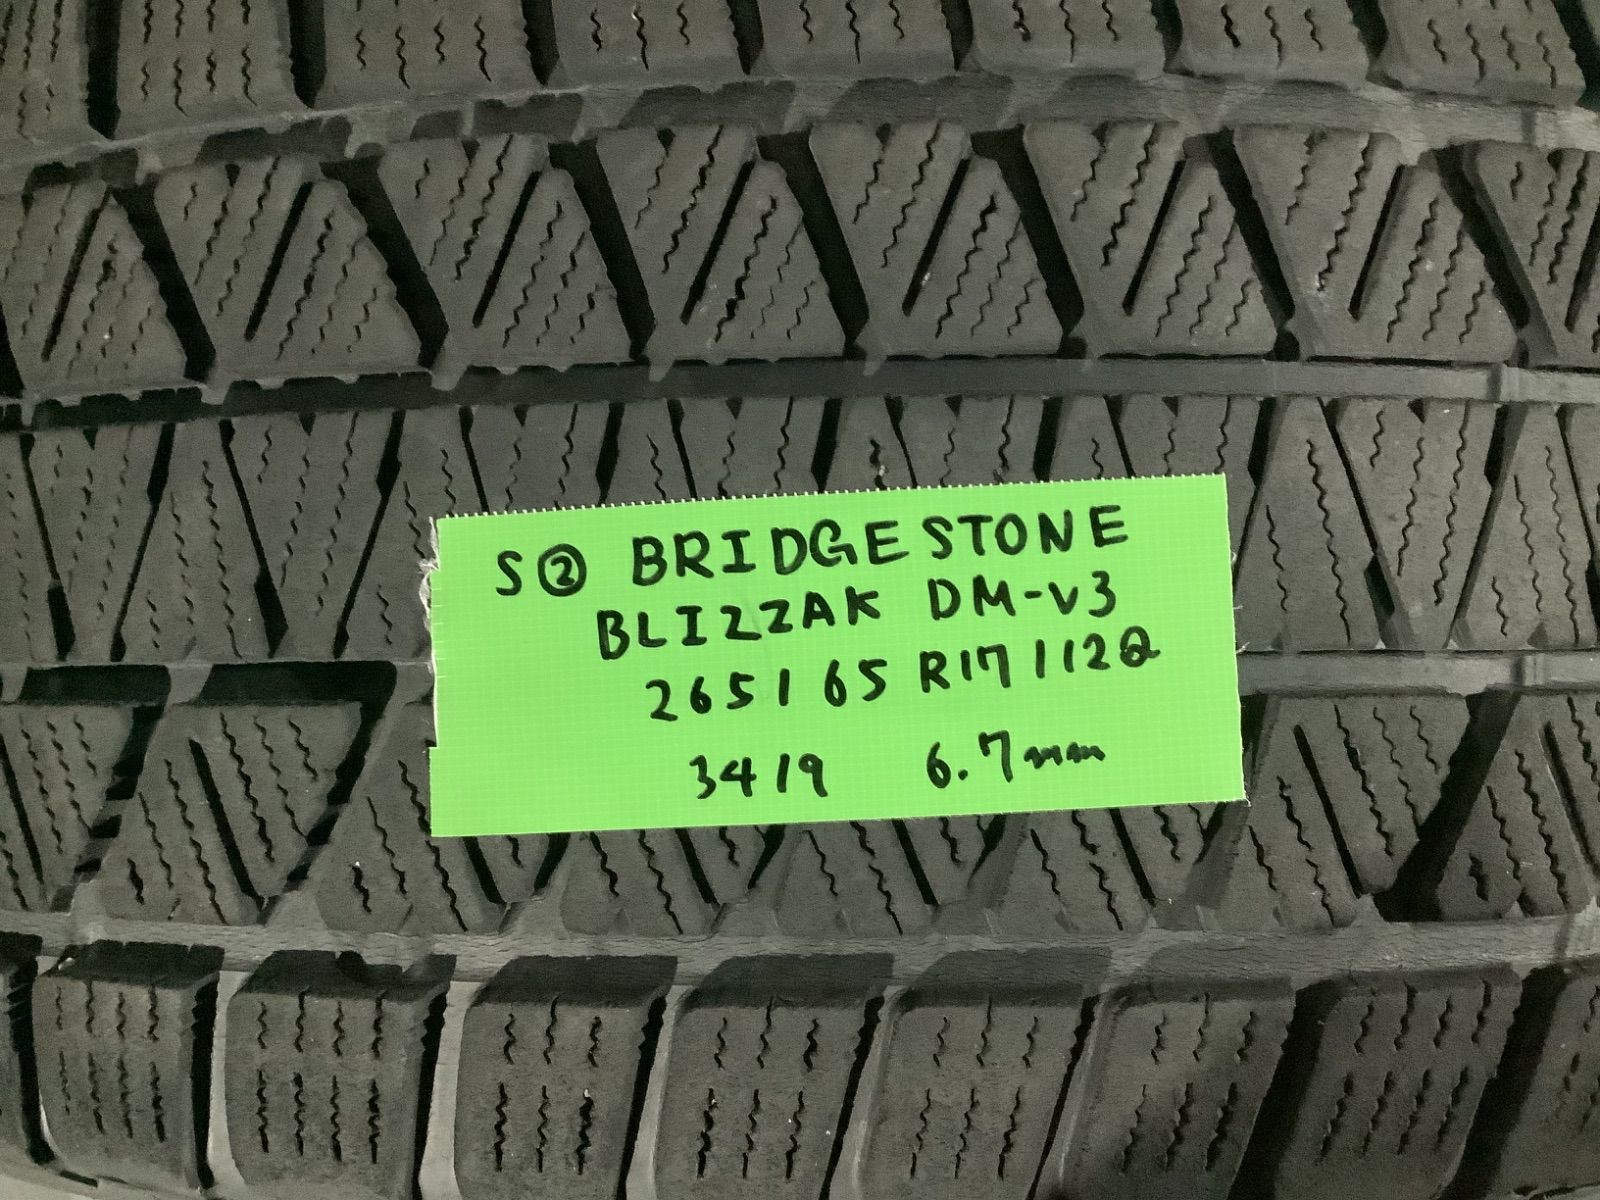 S② BRIDGESTONE
BLIZZAK DM-V3
265/65 R17 112Q
3419 6.7mm